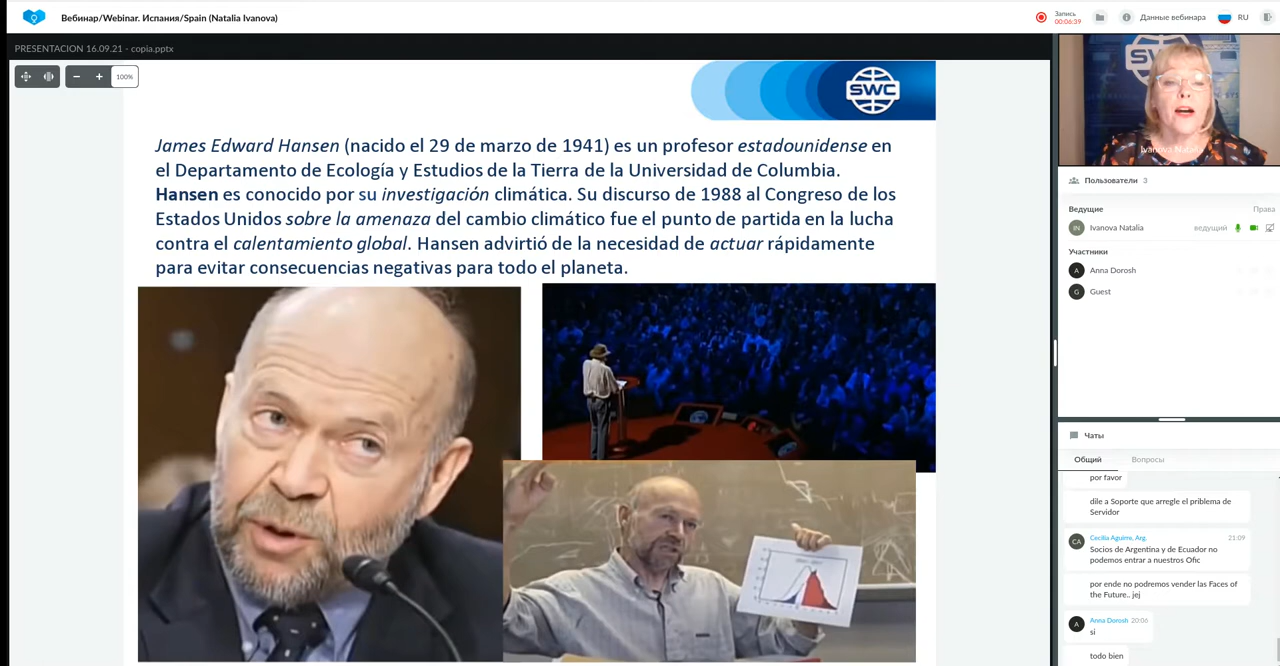 Вебинар/Webinar. Испания/Spain (Natalia Ivanova)
Запись
00:06:39
Данные вебинара
RU
PRESENTACION 16.09.21 - copia.pptx
100%
SWC
James Edward Hansen (nacido el 29 de marzo de 1941) es un profesor estadounidense en
el Departamento de Ecología y Estudios de la Tierra de la Universidad de Columbia.
Hansen es conocido por su investigación climática. Su discurso de 1988 al Congreso de los
Estados Unidos sobre la amenaza del cambio climático fue el punto de partida en la lucha
contra el calentamiento global. Hansen advirtió de la necesidad de actuar rápidamente
para evitar consecuencias negativas para todo el planeta.
Ivanova Natalia
Пользователи 3
Ведущие Права
IN Ivanova Natalia ведущий
Участники
A Anna Dorosh
G Guest
Чаты
Общий Вопросы
por favor
dile a Soporte que arregle el priblema de
Servidor
CA Cecilia Aguirre, Arg. 21:09
Socios de Argentina y de Ecuador no
podemos entrar a nuestros Ofic
por ende no podremos vender las Faces of
the Future.. jej
A Anna Dorosh 20:06
si
todo bien